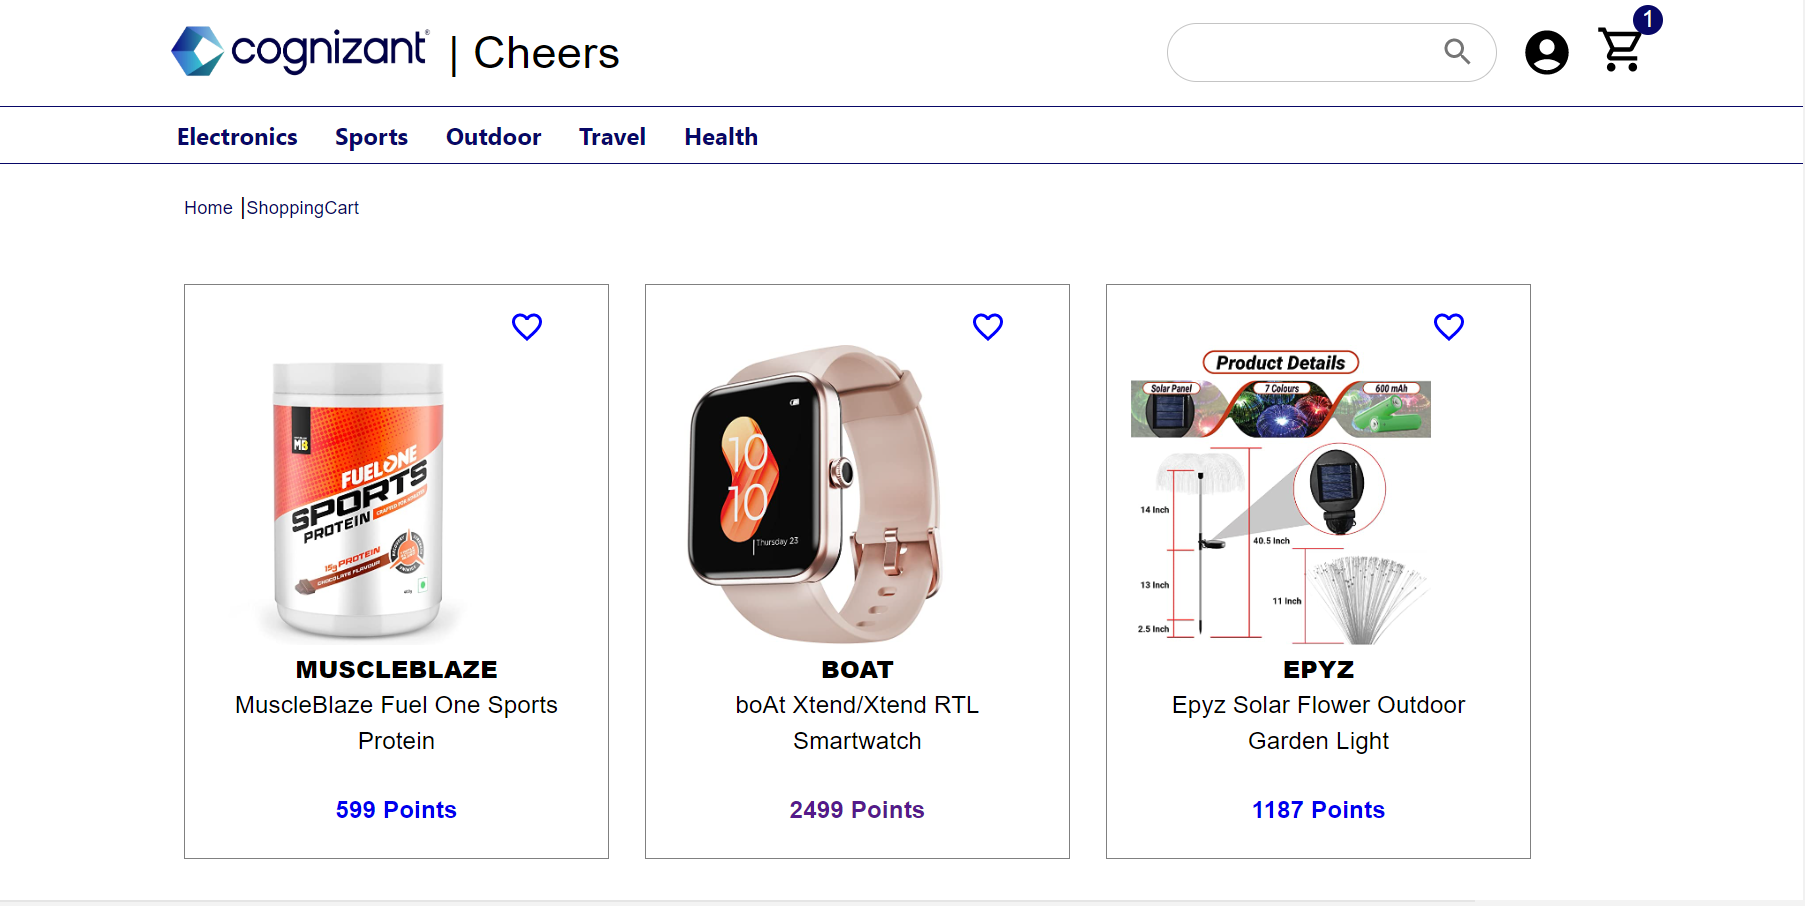 cognizant® | Cheers
1
Electronics Sports Outdoor Travel Health
Home |ShoppingCart
MB
FUEL ONE
SPORTS
PROTEIN
CRAFTED FOR ATHLETES
15g PROTEIN
CHOCOLATE FLAVOUR
MUSCLEBLAZE
MuscleBlaze Fuel One Sports
Protein
599 Points
10
10
Thursday 23
BOAT
boAt Xtend/Xtend RTL
Smartwatch
2499 Points
Product Details
Solar Panel 7 Colours 600 mAh
14 Inch
40.5 Inch
13 Inch
11 Inch
2.5 Inch
EPYZ
Epyz Solar Flower Outdoor
Garden Light
1187 Points